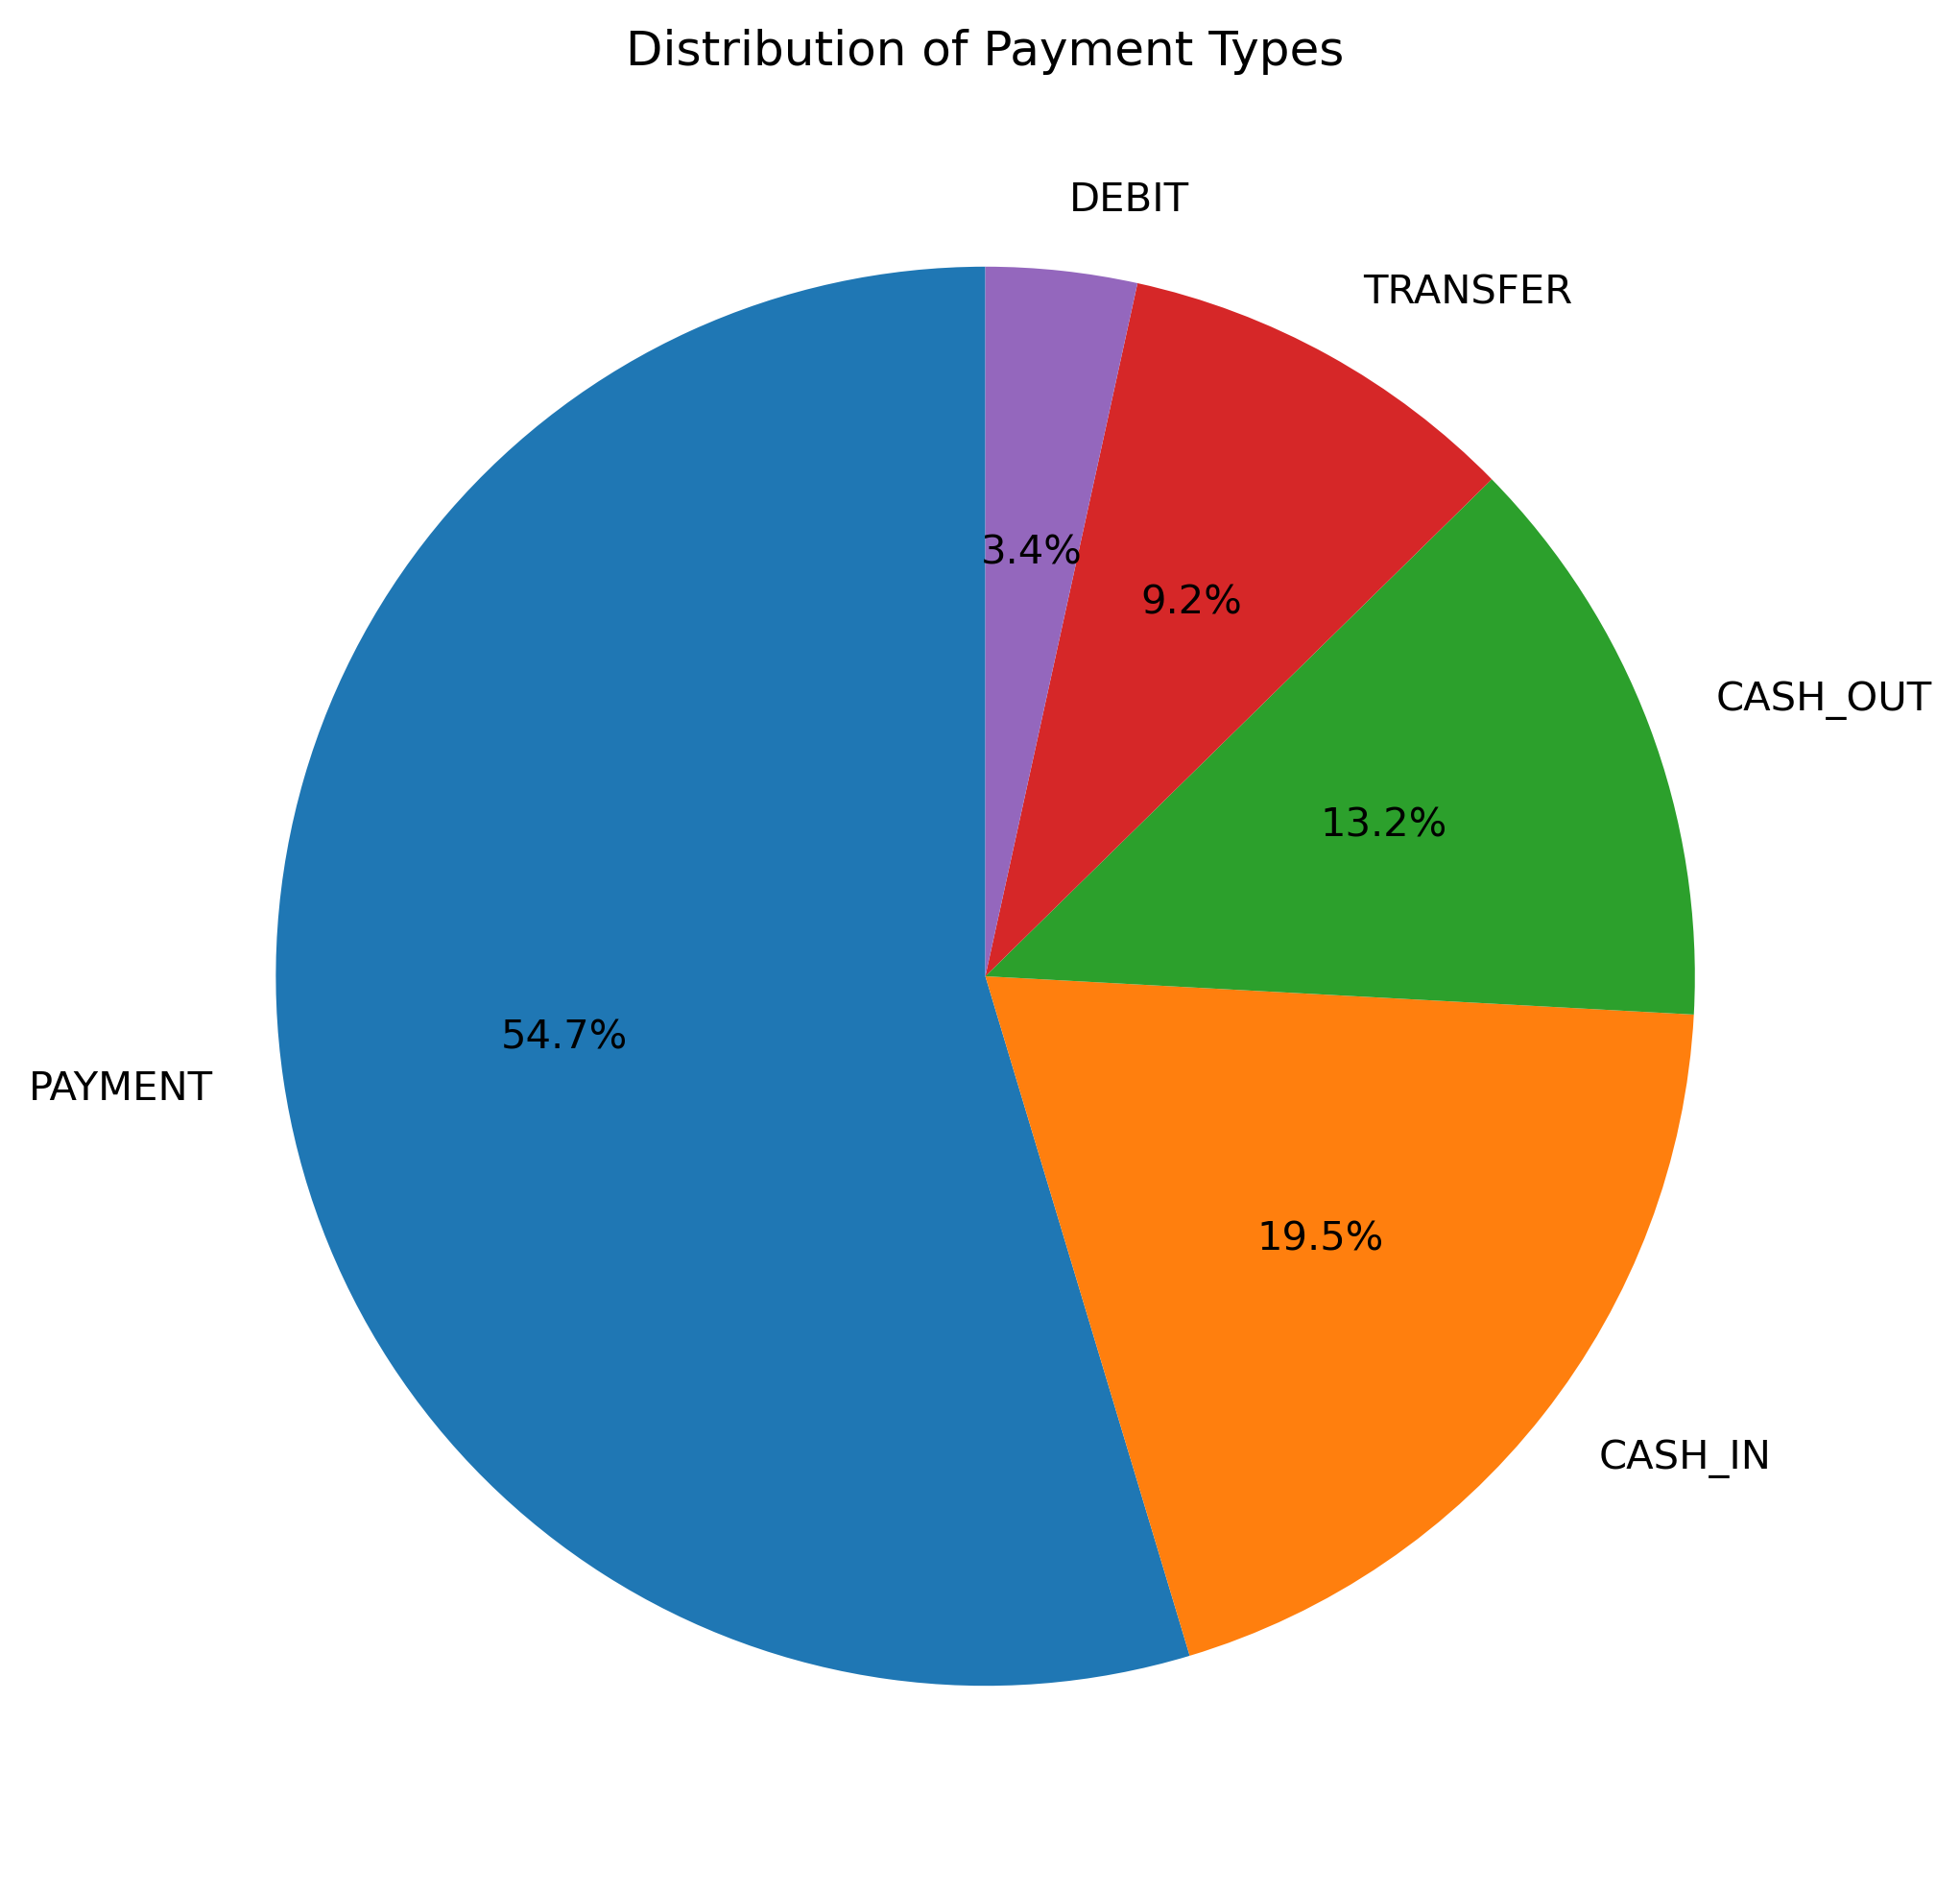 Distribution of Payment Types
DEBIT
TRANSFER
3.4%
9.2%
CASH_OUT
13.2%
54.7%
PAYMENT
19.5%
CASH_IN